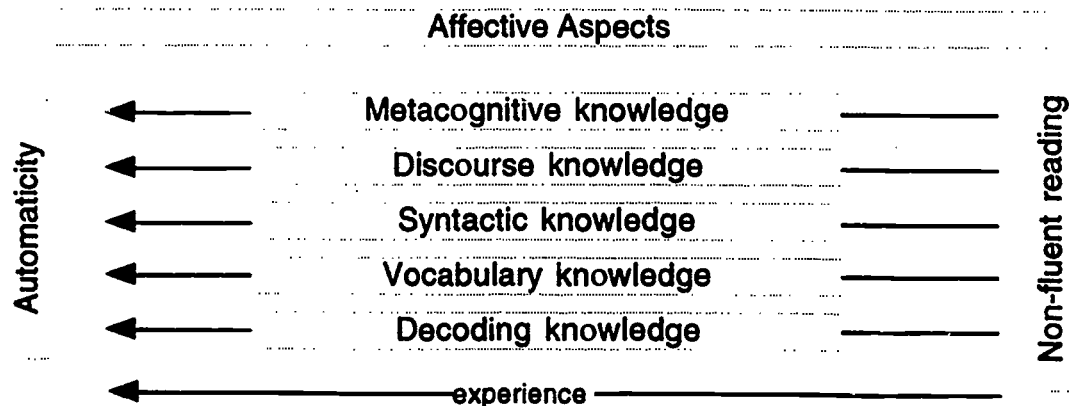 Affective Aspects
Automaticity
Metacognitive knowledge
Discourse knowledge
Syntactic knowledge
Vocabulary knowledge
Decoding knowledge
Non-fluent reading
experience